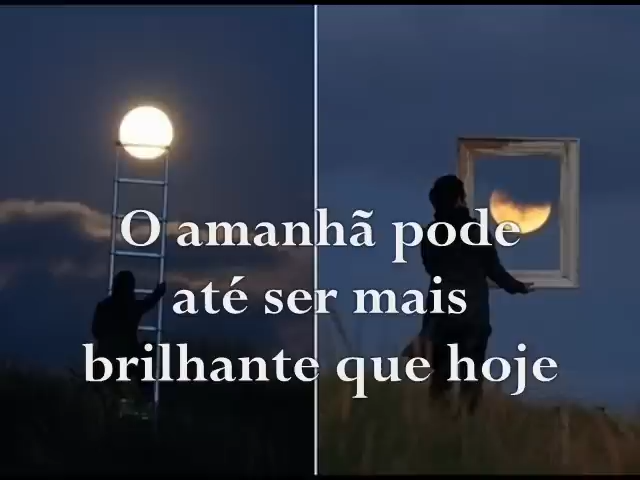 O amanhã pode
até ser mais
brilhante que hoje